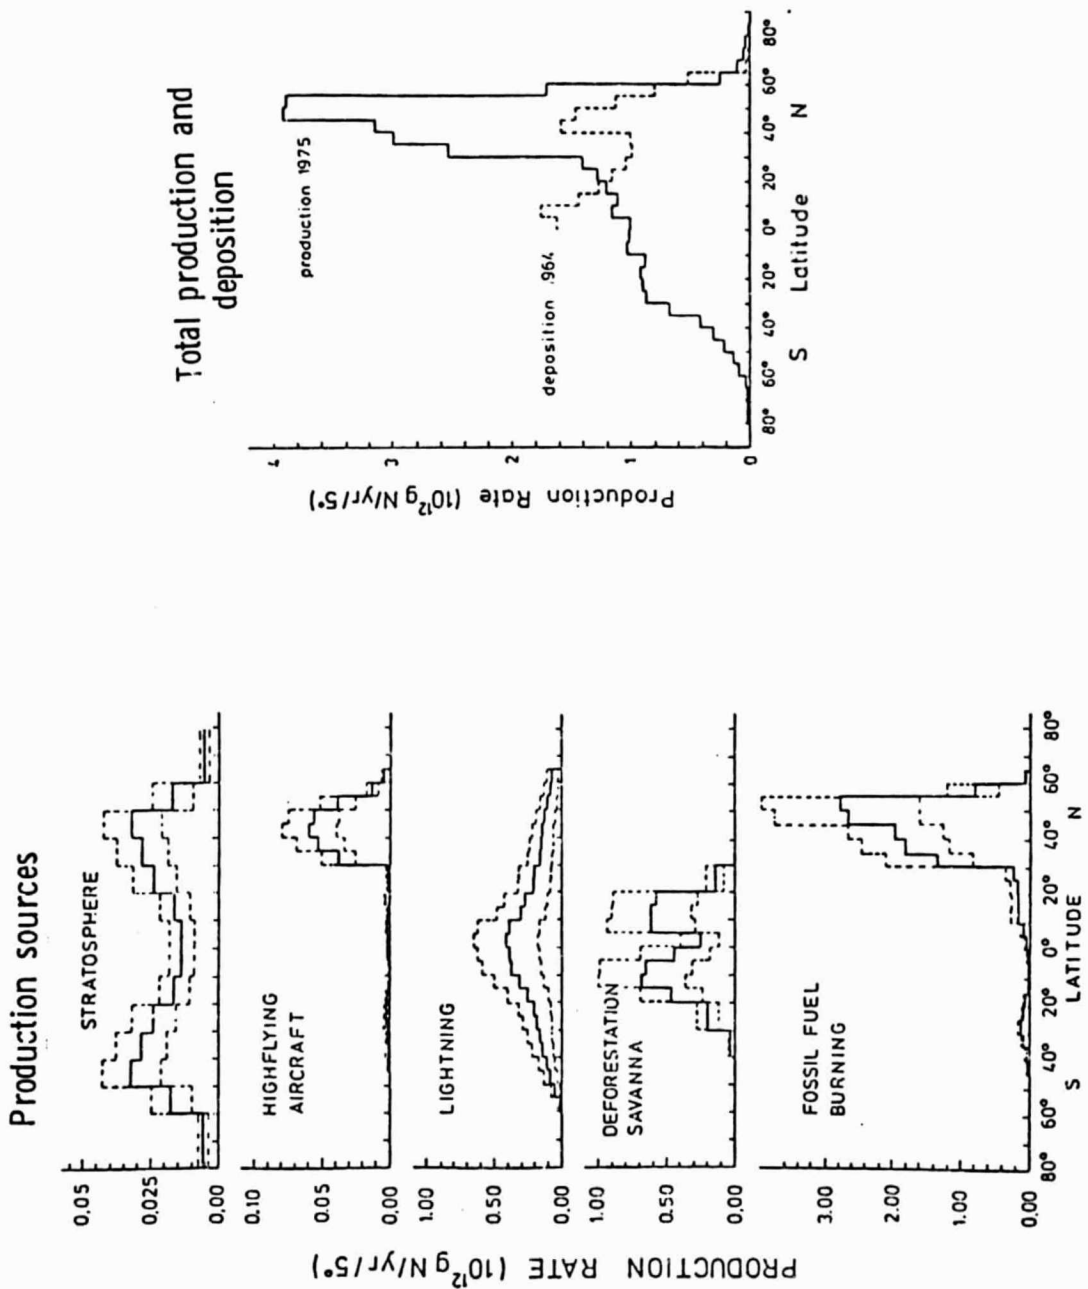 Production sources
STRATOSPHERE
0.05
0,025
0.00
HIGHFLYING
AIRCRAFT
0.10
0.05
0.00
LIGHTNING
1.00
0.50
0.00
DEFORESTATION
SAVANNA
1.00
0.50
0.00
FOSSIL FUEL
BURNING
3.00
1.00
0.00
80° 60° 40° 20° 0° 20° 40° 60° 80°
S LATITUDE N
PRODUCTION RATE (10¹²g N/yr/5°)
Total production and
deposition
production 1975
deposition .964
4
3
2
1
0
80° 60° 40° 20° 0° 20° 40° 60° 80°
S Latitude N
Production Rate (10¹²g N/yr/5°)